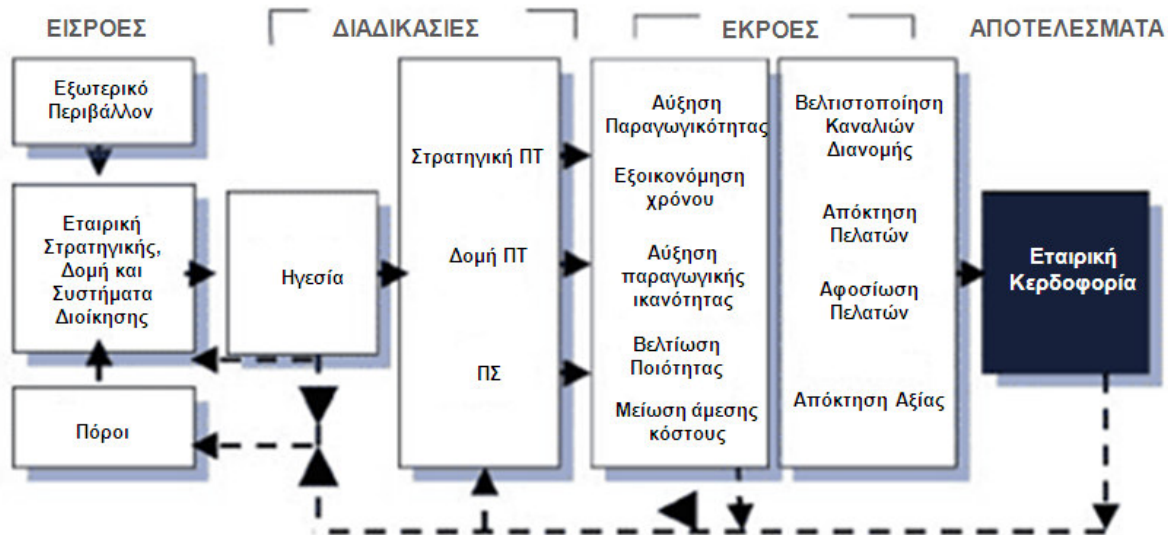 ΕΙΣΡΟΕΣ
ΔΙΑΔΙΚΑΣΙΕΣ
ΕΚΡΟΕΣ
ΑΠΟΤΕΛΕΣΜΑΤΑ
Εξωτερικό
Περιβάλλον
Εταιρική
Στρατηγικής,
Δομή και
Συστήματα
Διοίκησης
Πόροι
Ηγεσία
Στρατηγική ΠΤ
Δομή ΠΤ
ΠΣ
Αύξηση
Παραγωγικότητας
Εξοικονόμηση
χρόνου
Αύξηση
παραγωγικής
ικανότητας
Βελτίωση
Ποιότητας
Μείωση άμεσης
κόστους
Βελτιστοποίηση
Καναλιών
Διανομής
Απόκτηση
Πελατών
Αφοσίωση
Πελατών
Απόκτηση Αξίας
Εταιρική
Κερδοφορία